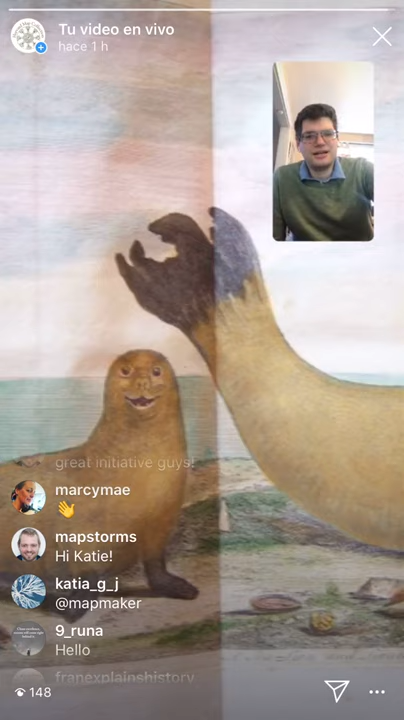 Tu video en vivo
hace 1 h
great initiative guys!
marcymae
👋
mapstorms
Hi Katie!
katia_g_j
@mapmaker
9_runa
Hello
franexplainshistory
148